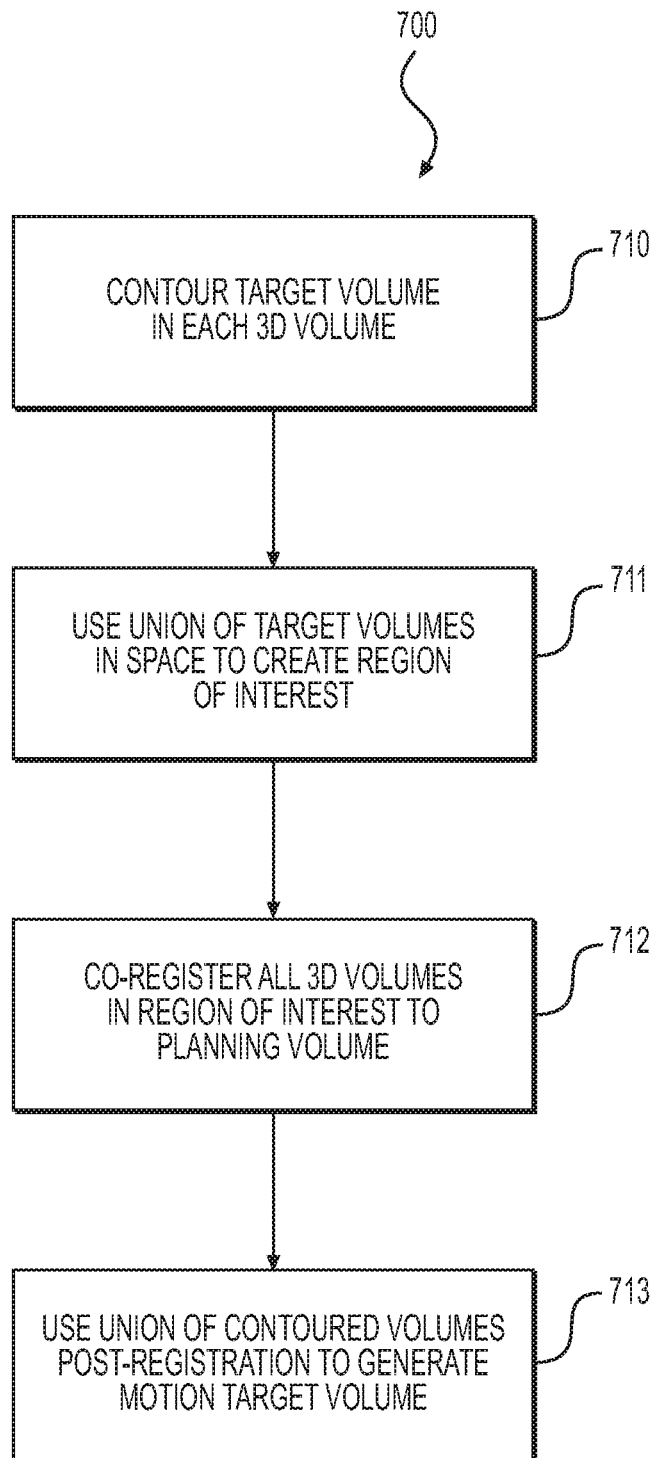 700
710
CONTOUR TARGET VOLUME
IN EACH 3D VOLUME
711
USE UNION OF TARGET VOLUMES
IN SPACE TO CREATE REGION
OF INTEREST
712
CO-REGISTER ALL 3D VOLUMES
IN REGION OF INTEREST TO
PLANNING VOLUME
713
USE UNION OF CONTOURED VOLUMES
POST-REGISTRATION TO GENERATE
MOTION TARGET VOLUME